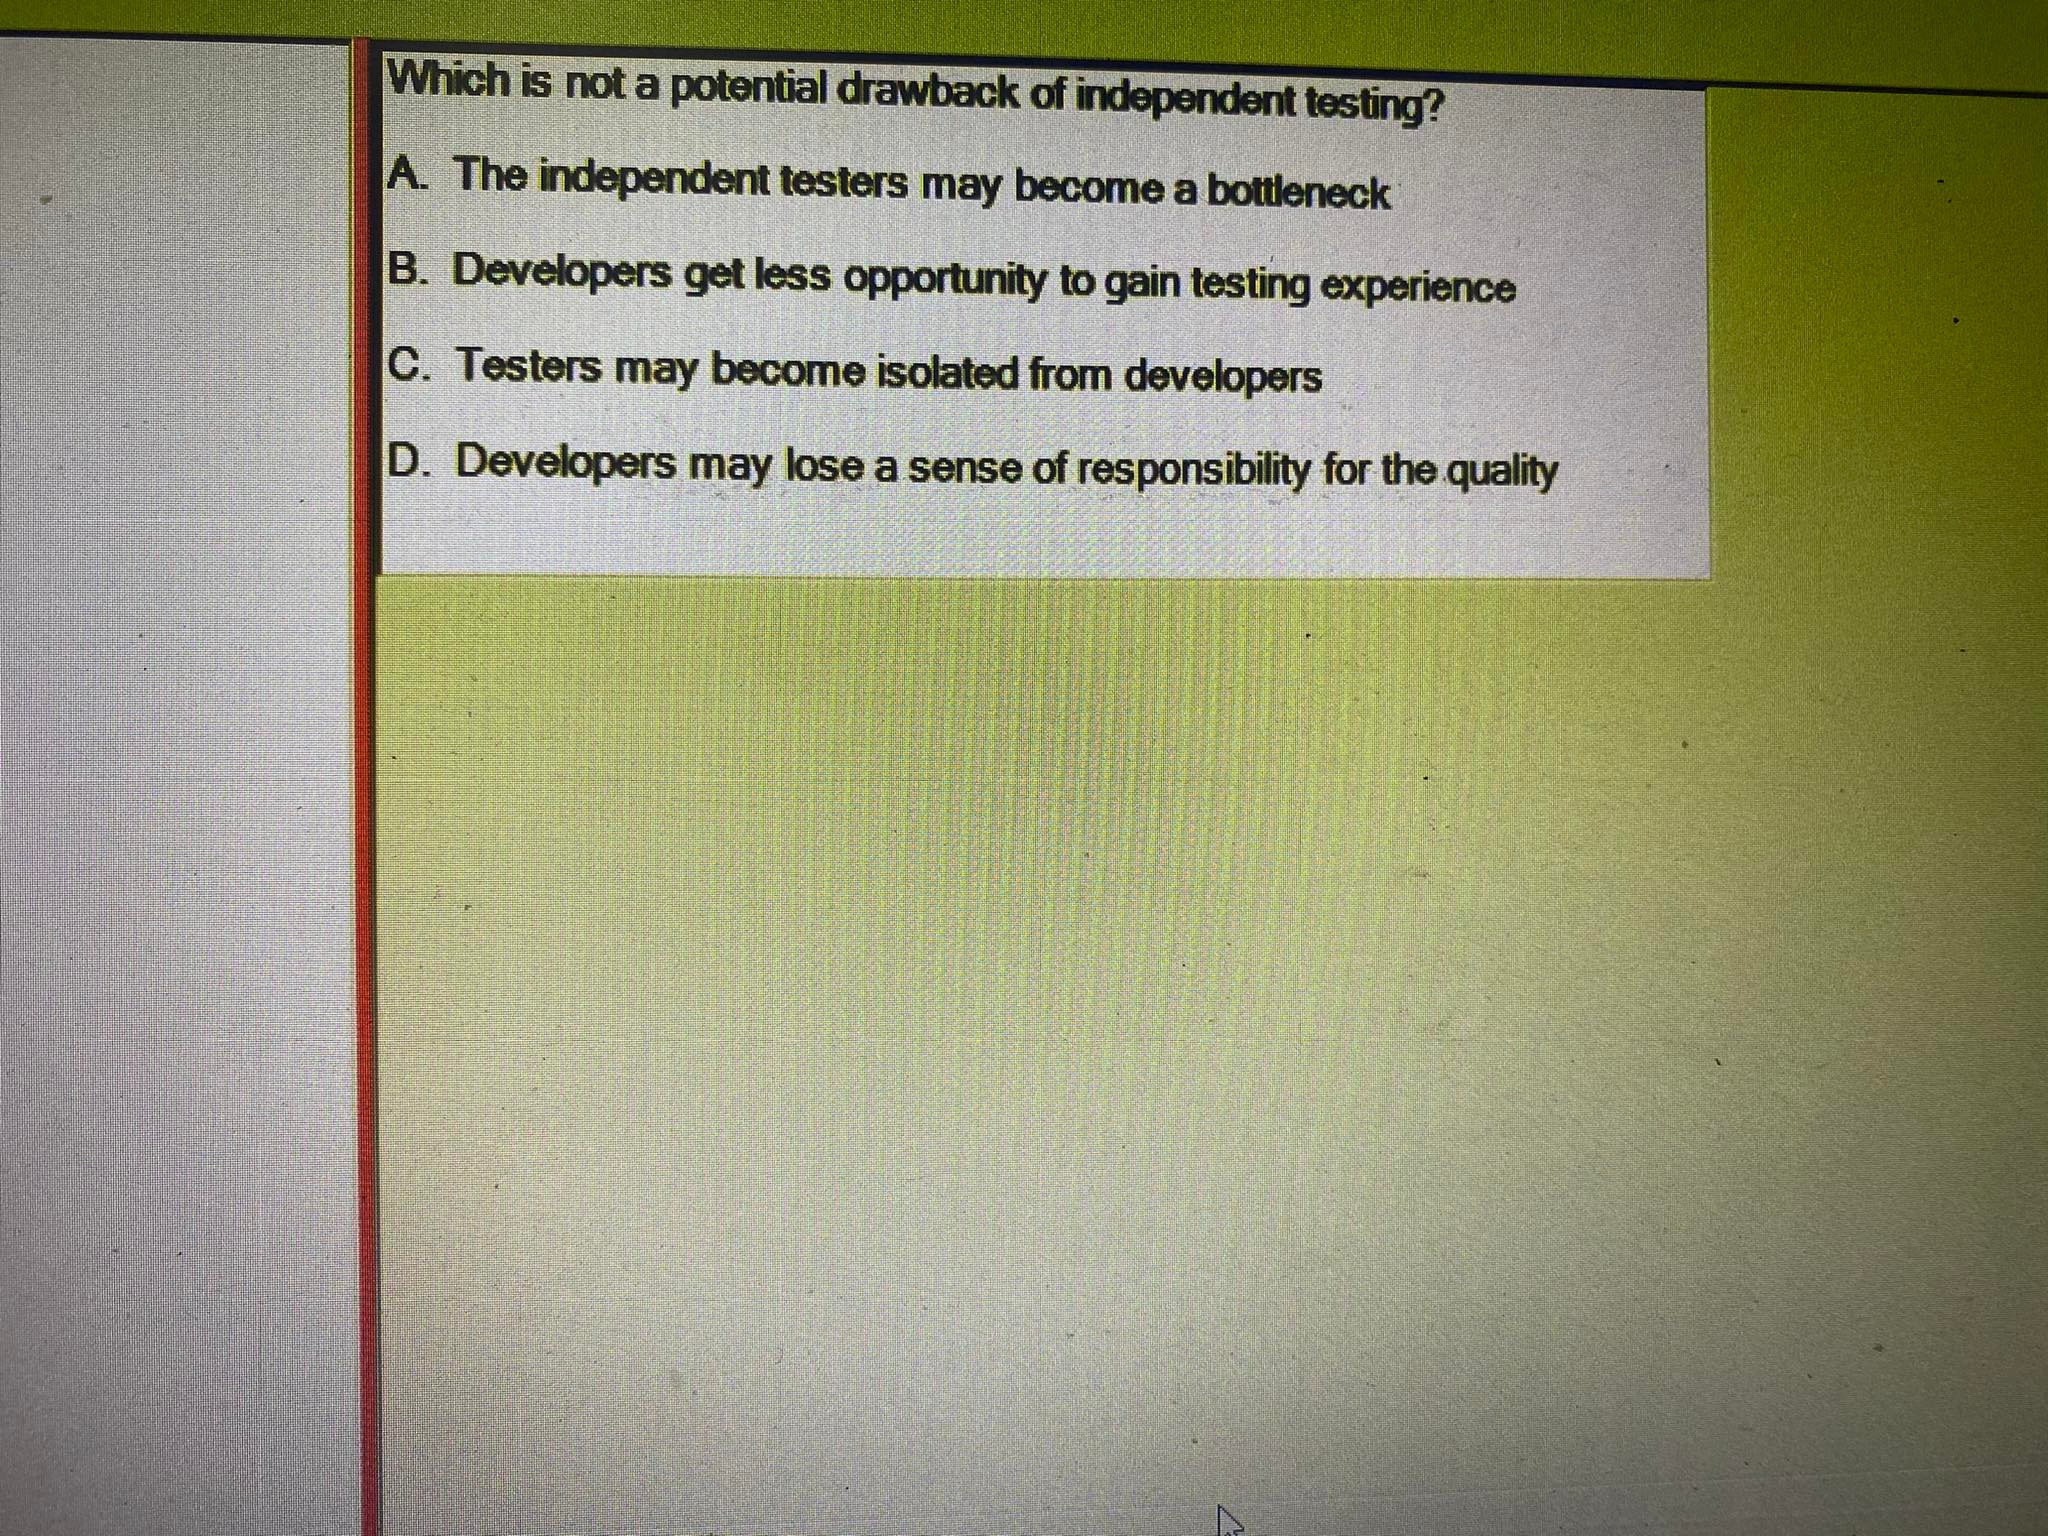 Which is not a potential drawback of independent testing?
A. The independent testers may become a bottleneck
B. Developers get less opportunity to gain testing experience
C. Testers may become isolated from developers
D. Developers may lose a sense of responsibility for the quality